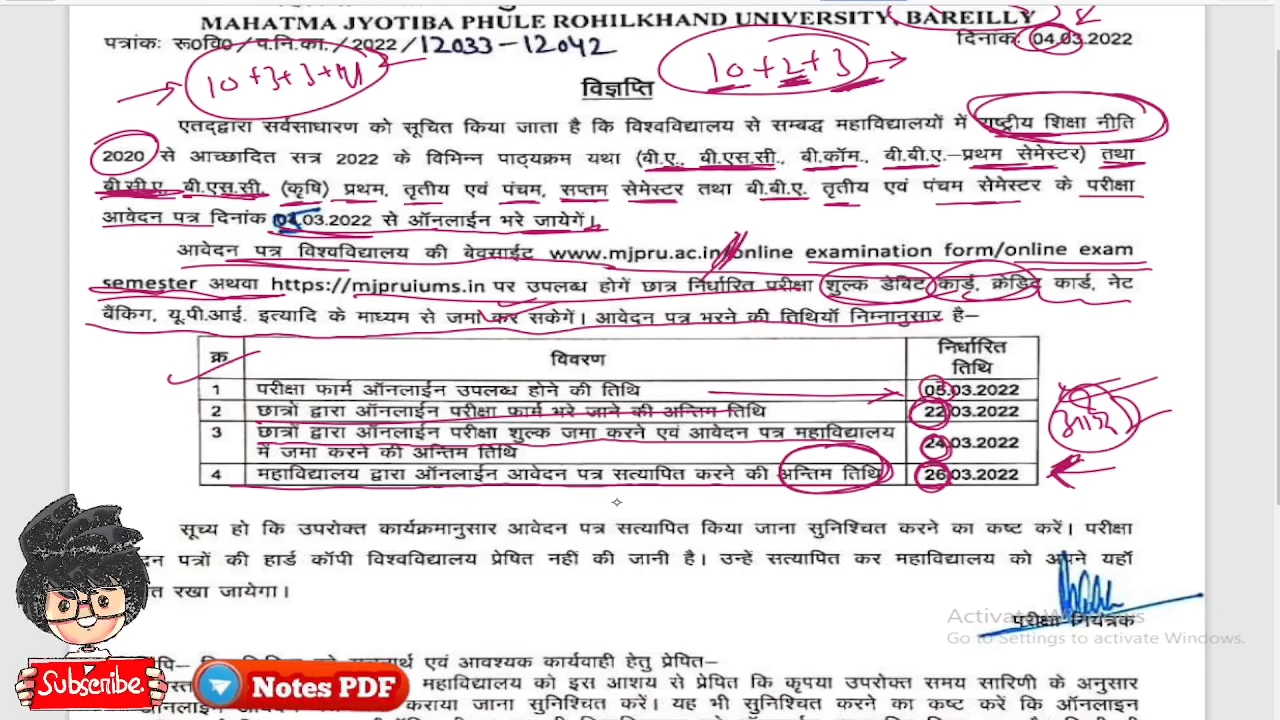 MAHATMA JYOTIBA PHULE ROHILKHAND UNIVERSITY, BAREILLY
पत्रांकः रू०वि० / प.नि.का. / 2022 / 12033-12042 दिनांकः 04.03.2022
10+3+3+4 10+2+3
विज्ञप्ति
एतद्द्वारा सर्वसाधारण को सूचित किया जाता है कि विश्वविद्यालय से सम्बद्ध महाविद्यालयों में राष्ट्रीय शिक्षा नीति
2020 से आच्छादित सत्र 2022 के विभिन्न पाठ्यक्रम यथा (बी.ए., बी.एस.सी., बी.कॉम., बी.बी.ए.–प्रथम सेमेस्टर) तथा
बी.सी.ए. बी.एस.सी. (कृषि) प्रथम, तृतीय एवं पंचम, सप्तम सेमेस्टर तथा बी.बी.ए. तृतीय एवं पंचम सेमेस्टर के परीक्षा
आवेदन पत्र दिनांक .03.2022 से ऑनलाईन भरे जायेगें।
आवेदन पत्र विश्वविद्यालय की बेवसाईट www.mjpru.ac.in/online examination form/online exam
semester अथवा https://mjpruiums.in पर उपलब्ध होगें छात्र निर्धारित परीक्षा शुल्क डेबिट कार्ड, क्रेडिट कार्ड, नेट
बैंकिग, यू.पी.आई. इत्यादि के माध्यम से जमा कर सकेगें। आवेदन पत्र भरने की तिथियॉ निम्नानुसार है–
क्र विवरण निर्धारित तिथि
1 परीक्षा फार्म ऑनलाईन उपलब्ध होने की तिथि 05.03.2022
2 छात्रों द्वारा ऑनलाईन परीक्षा फार्म भरे जाने की अन्तिम तिथि 22.03.2022
3 छात्रों द्वारा ऑनलाईन परीक्षा शुल्क जमा करने एवं आवेदन पत्र महाविद्यालय
में जमा करने की अन्तिम तिथि 24.03.2022
4 महाविद्यालय द्वारा ऑनलाईन आवेदन पत्र सत्यापित करने की अन्तिम तिथि 26.03.2022
सूच्य हो कि उपरोक्त कार्यक्रमानुसार आवेदन पत्र सत्यापित किया जाना सुनिश्चित करने का कष्ट करें। परीक्षा
दन पत्रों की हार्ड कॉपी विश्वविद्यालय प्रेषित नहीं की जानी है। उन्हें सत्यापित कर महाविद्यालय को अपने यहॉ
त रखा जायेगा।
परीक्षा नियंत्रक
Activate Windows
Go to Settings to activate Windows.
एवं आवश्यक कार्यवाही हेतु प्रेषित–
महाविद्यालय को इस आशय से प्रेषित कि कृपया उपरोक्त समय सारिणी के अनुसार
कराया जाना सुनिश्चित करें। यह भी सुनिश्चित करने का कष्ट करें कि ऑनलाइन
Subscribe
Notes PDF